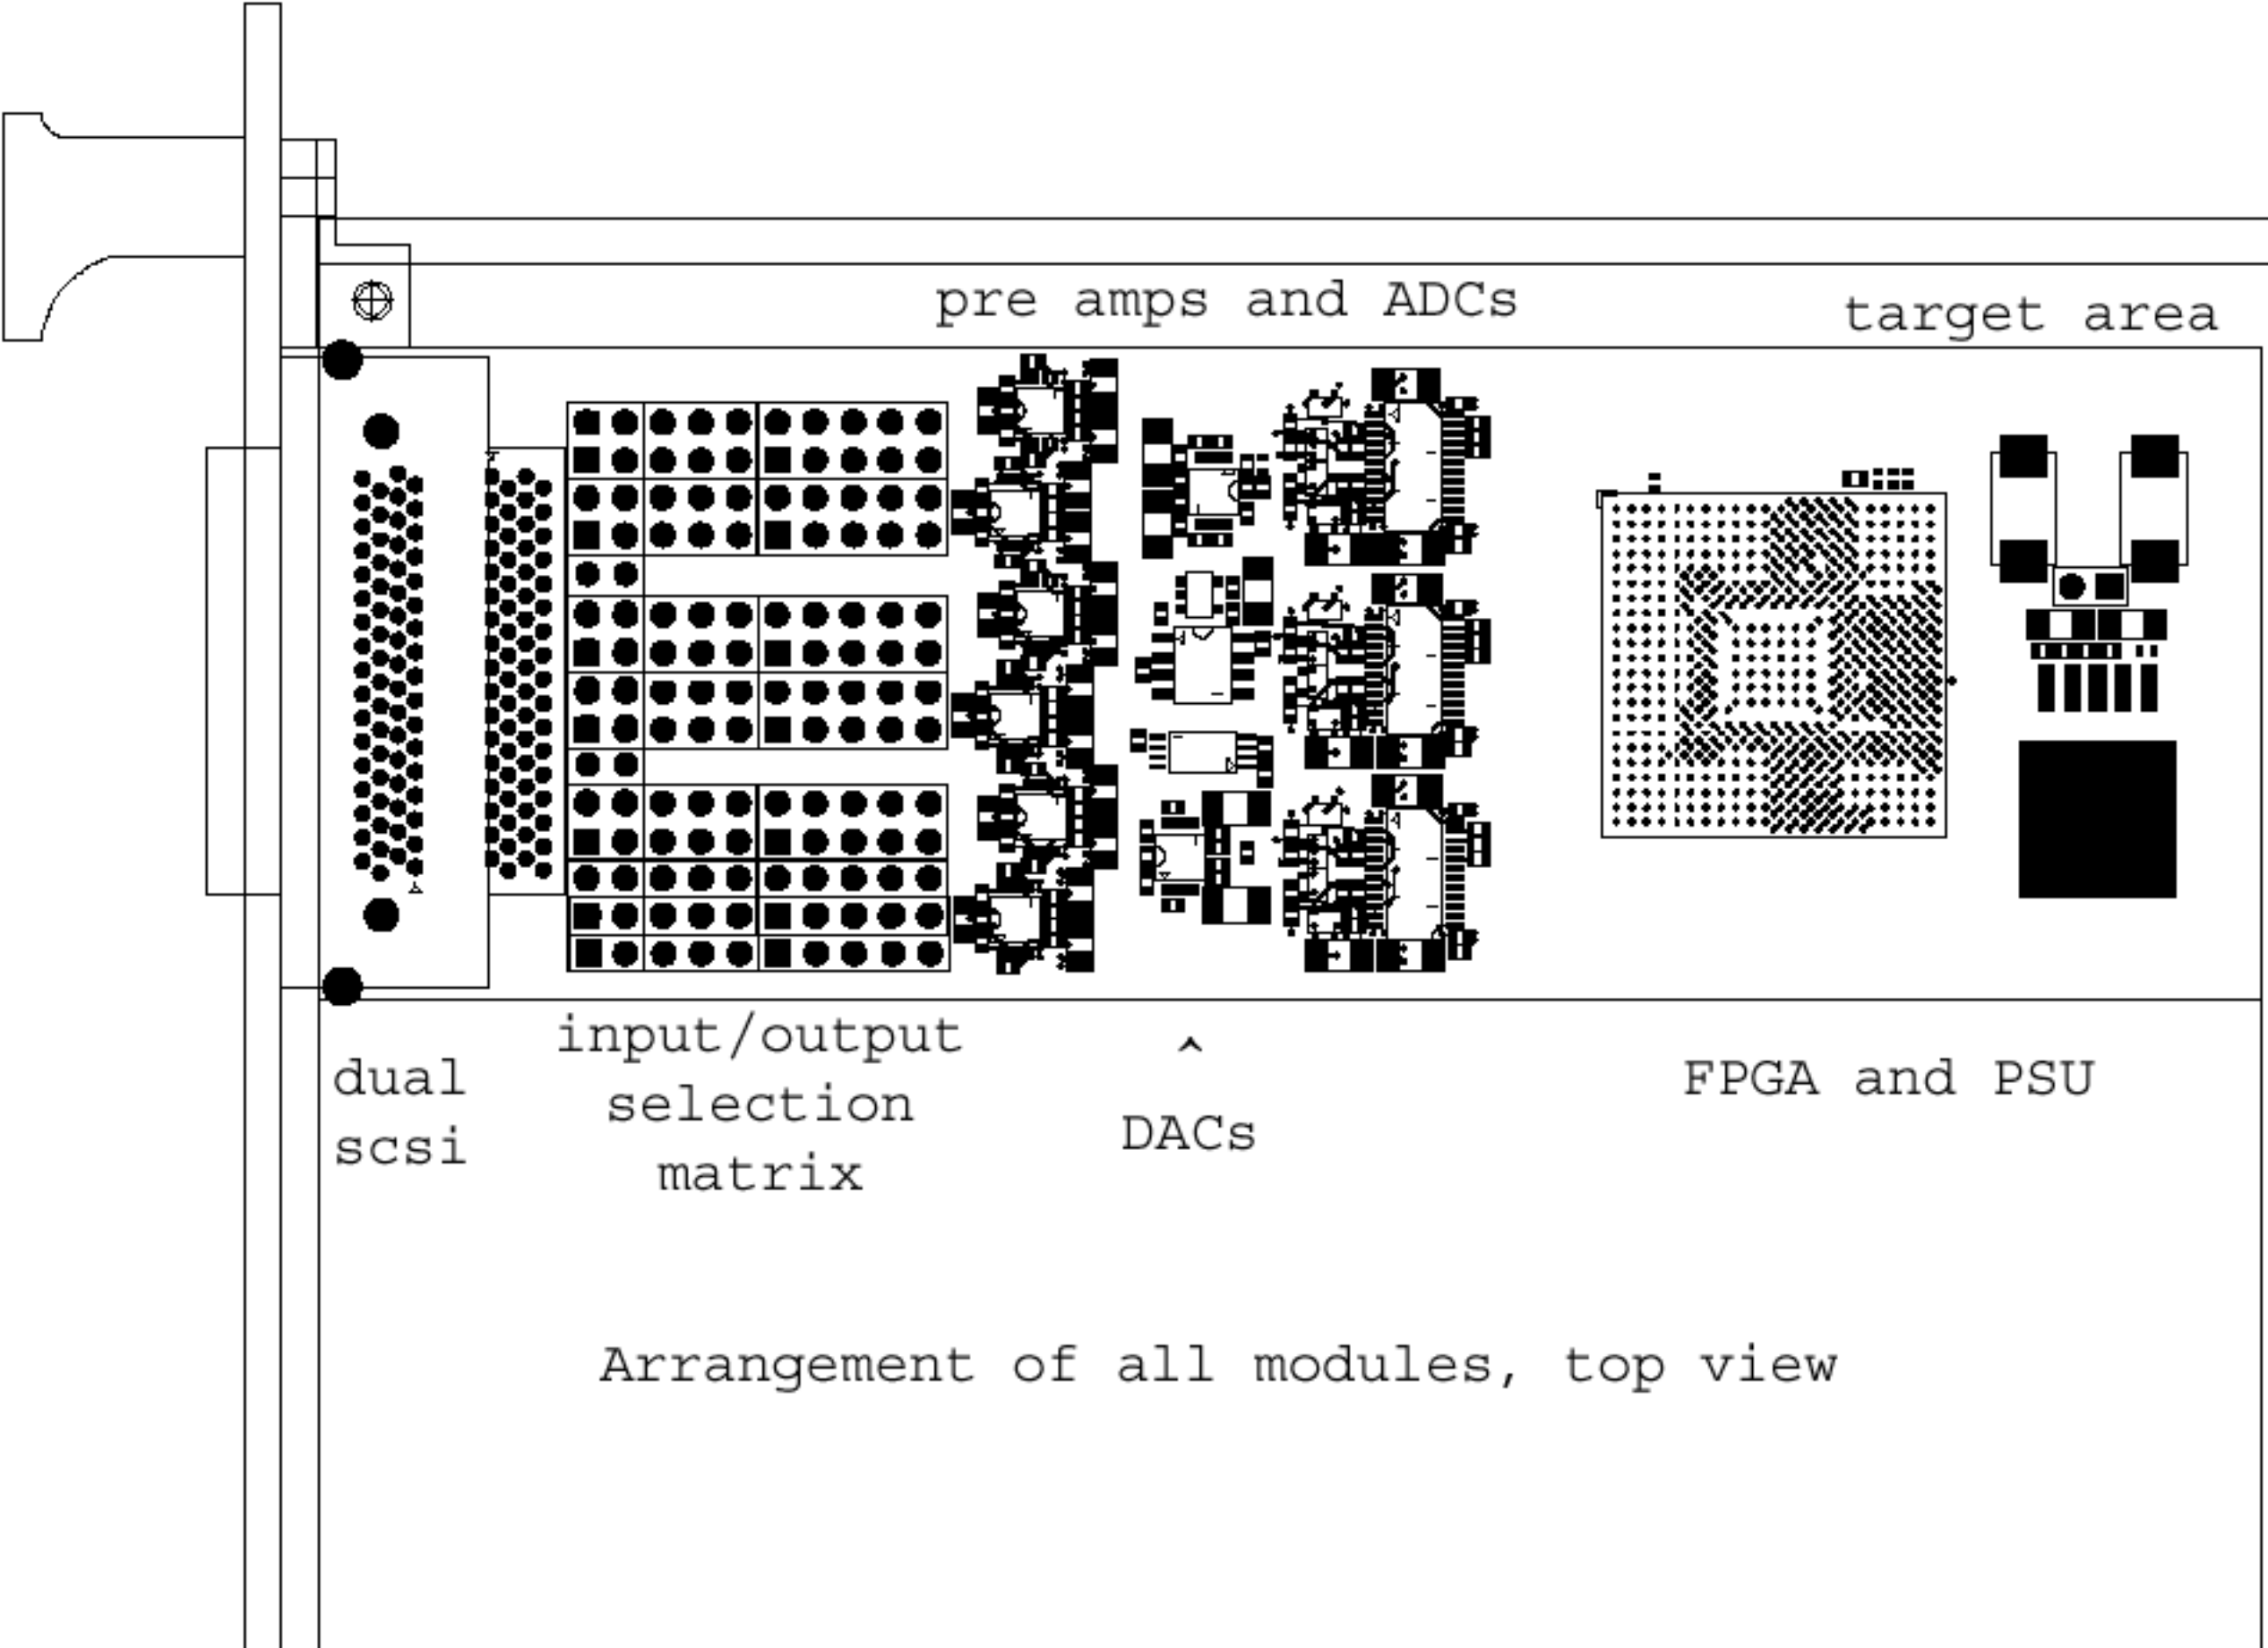 pre amps and ADCs
target area
input/output
selection
matrix
dual
scsi
^
DACs
FPGA and PSU
Arrangement of all modules, top view